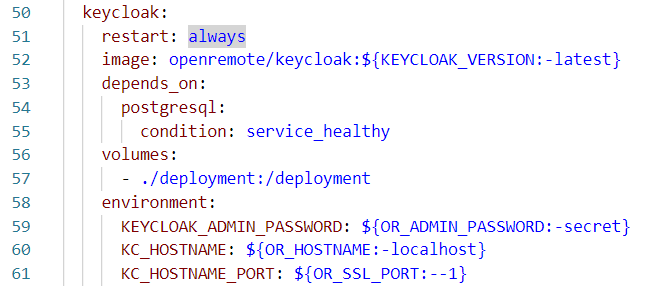 50 keycloak:
51 restart: always
52 image: openremote/keycloak:${KEYCLOAK_VERSION:-latest}
53 depends_on:
54 postgresql:
55 condition: service_healthy
56 volumes:
57 - ./deployment:/deployment
58 environment:
59 KEYCLOAK_ADMIN_PASSWORD: ${OR_ADMIN_PASSWORD:-secret}
60 KC_HOSTNAME: ${OR_HOSTNAME:-localhost}
61 KC_HOSTNAME_PORT: ${OR_SSL_PORT:--1}